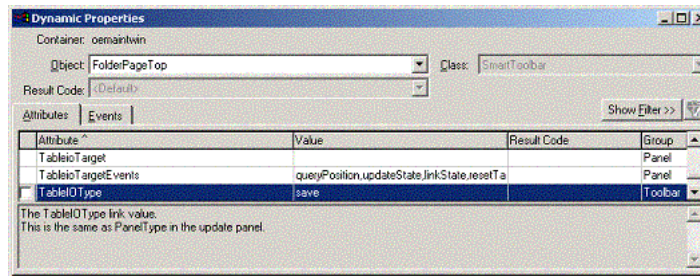 Dynamic Properties
Container: oemaintwin
Object: FolderPageTop Class: SmartToolbar
Result Code: <Default>
Attributes Events Show Filter >>
Attribute ^ Value Result Code Group
TableioTarget Panel
TableioTargetEvents queryPosition,updateState,linkState,resetTa Panel
TableIOType save Toolbar
The TableIOType link value.
This is the same as PanelType in the update panel.